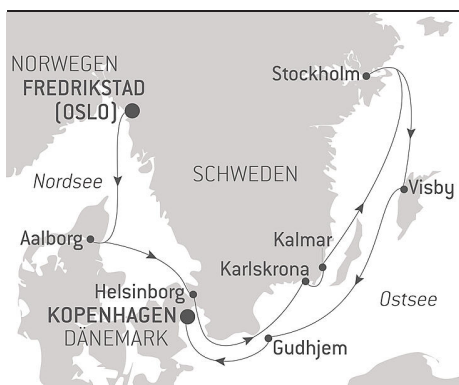 NORWEGEN
FREDRIKSTAD
(OSLO)
Stockholm
Nordsee
SCHWEDEN
Visby
Aalborg
Kalmar
Karlskrona
Helsinborg
KOPENHAGEN
DÄNEMARK
Ostsee
Gudhjem